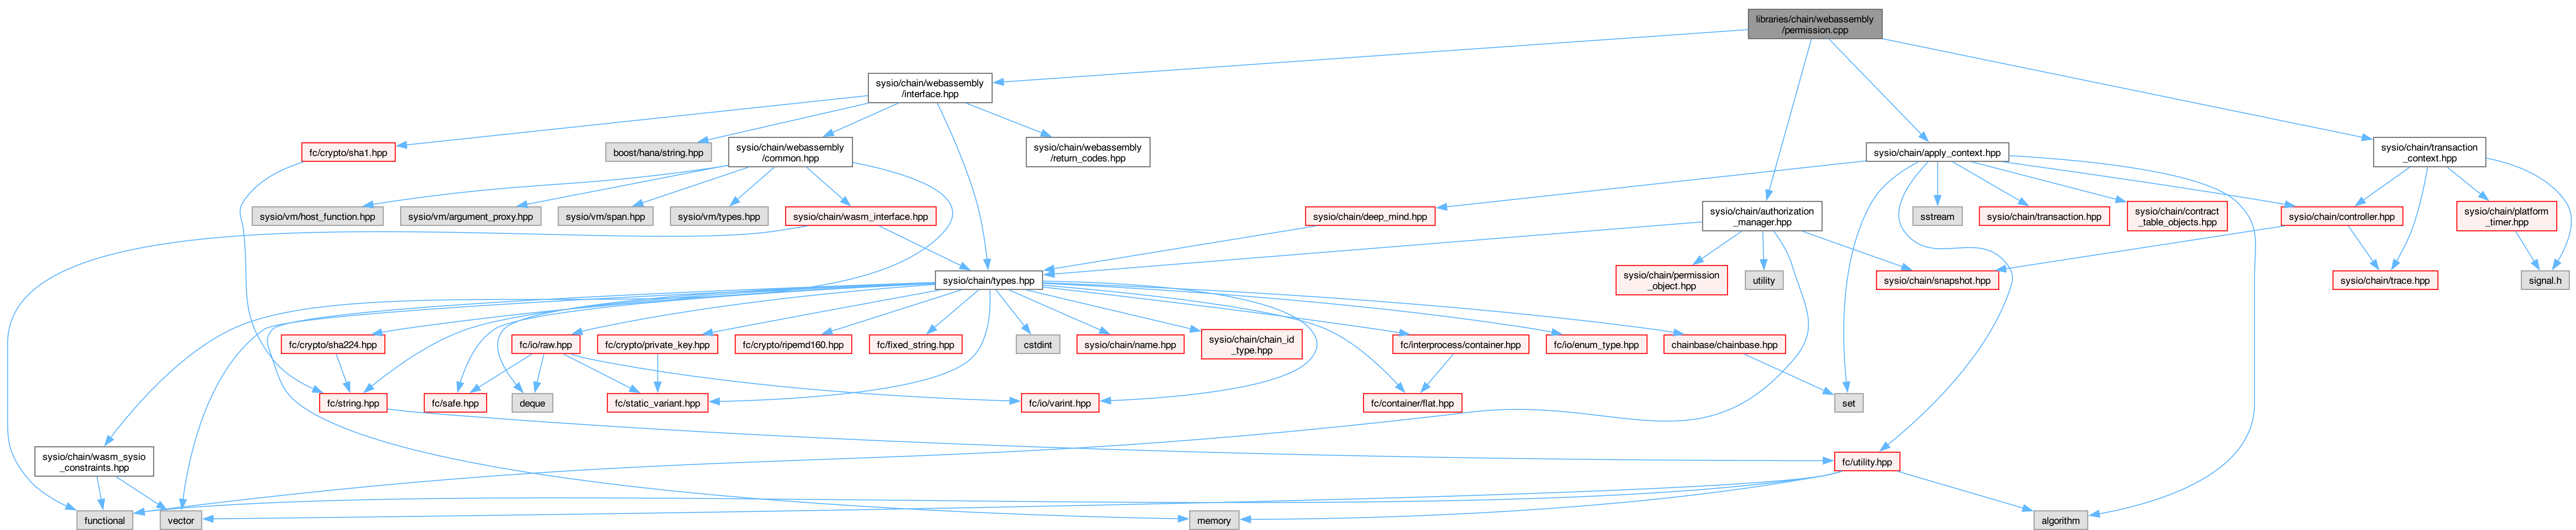 libraries/chain/webassembly
/permission.cpp
sysio/chain/webassembly
/interface.hpp
fc/crypto/sha1.hpp
boost/hana/string.hpp
sysio/chain/webassembly
/common.hpp
sysio/chain/webassembly
/return_codes.hpp
sysio/chain/apply_context.hpp
sysio/chain/transaction
_context.hpp
sysio/vm/host_function.hpp
sysio/vm/argument_proxy.hpp
sysio/vm/span.hpp
sysio/vm/types.hpp
sysio/chain/wasm_interface.hpp
sysio/chain/deep_mind.hpp
sysio/chain/authorization
_manager.hpp
sstream
sysio/chain/transaction.hpp
sysio/chain/contract
_table_objects.hpp
sysio/chain/controller.hpp
sysio/chain/platform
_timer.hpp
sysio/chain/types.hpp
sysio/chain/permission
_object.hpp
utility
sysio/chain/snapshot.hpp
sysio/chain/trace.hpp
signal.h
fc/crypto/sha224.hpp
fc/io/raw.hpp
fc/crypto/private_key.hpp
fc/crypto/ripemd160.hpp
fc/fixed_string.hpp
cstdint
sysio/chain/name.hpp
sysio/chain/chain_id
_type.hpp
fc/interprocess/container.hpp
fc/io/enum_type.hpp
chainbase/chainbase.hpp
fc/string.hpp
fc/safe.hpp
deque
fc/static_variant.hpp
fc/io/varint.hpp
fc/container/flat.hpp
set
sysio/chain/wasm_sysio
_constraints.hpp
fc/utility.hpp
functional
vector
memory
algorithm